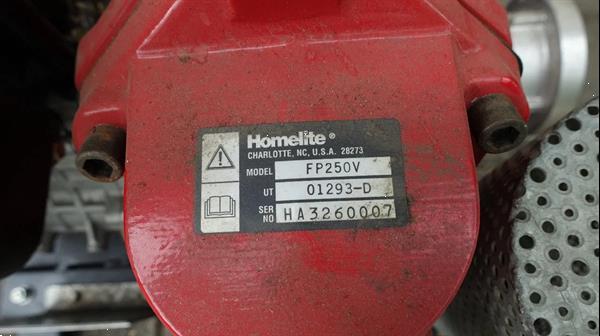 Homelite®
CHARLOTTE, NC, U.S.A. 28273
MODEL FP250V
UT 01293-D
SER NO HA3260007